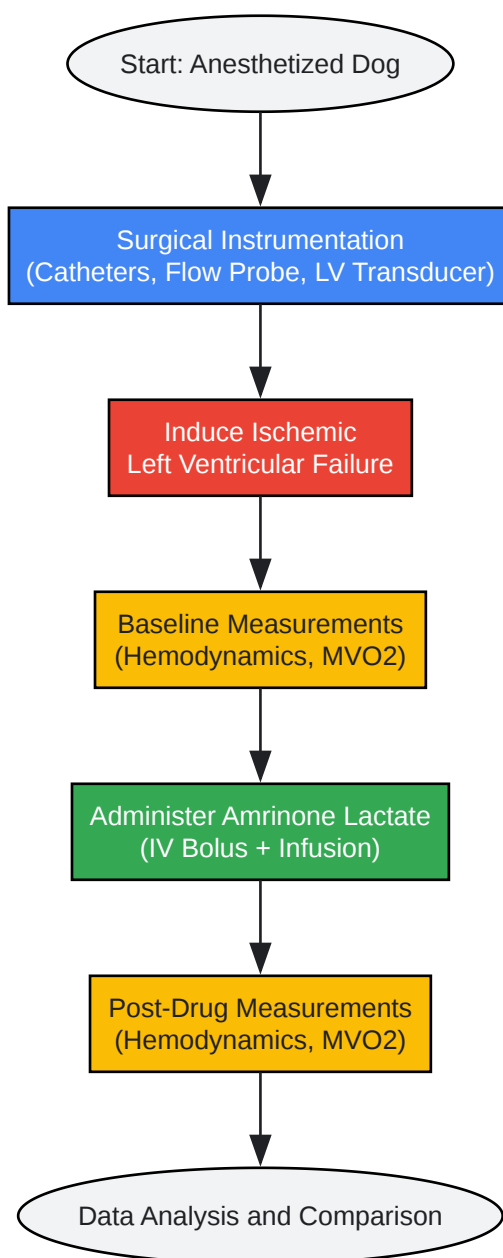 Start: Anesthetized Dog
Surgical Instrumentation
(Catheters, Flow Probe, LV Transducer)
Induce Ischemic
Left Ventricular Failure
Baseline Measurements
(Hemodynamics, MVO2)
Administer Amrinone Lactate
(IV Bolus + Infusion)
Post-Drug Measurements
(Hemodynamics, MVO2)
Data Analysis and Comparison